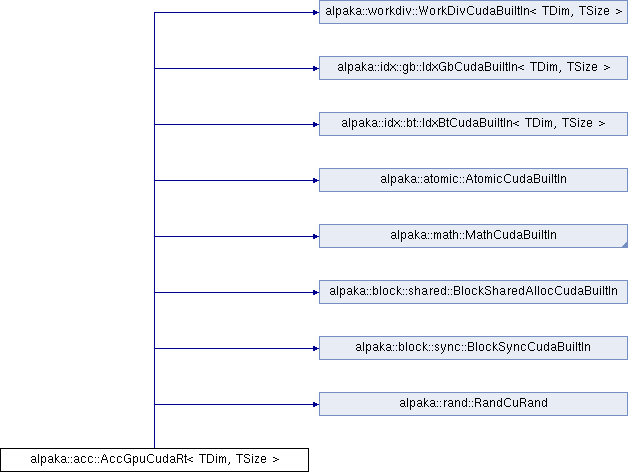 alpaka::workdiv::WorkDivCudaBuiltIn< TDim, TSize >
alpaka::idx::gb::IdxGbCudaBuiltIn< TDim, TSize >
alpaka::idx::bt::IdxBtCudaBuiltIn< TDim, TSize >
alpaka::atomic::AtomicCudaBuiltIn
alpaka::math::MathCudaBuiltIn
alpaka::block::shared::BlockSharedAllocCudaBuiltIn
alpaka::block::sync::BlockSyncCudaBuiltIn
alpaka::rand::RandCuRand
alpaka::acc::AccGpuCudaRt< TDim, TSize >